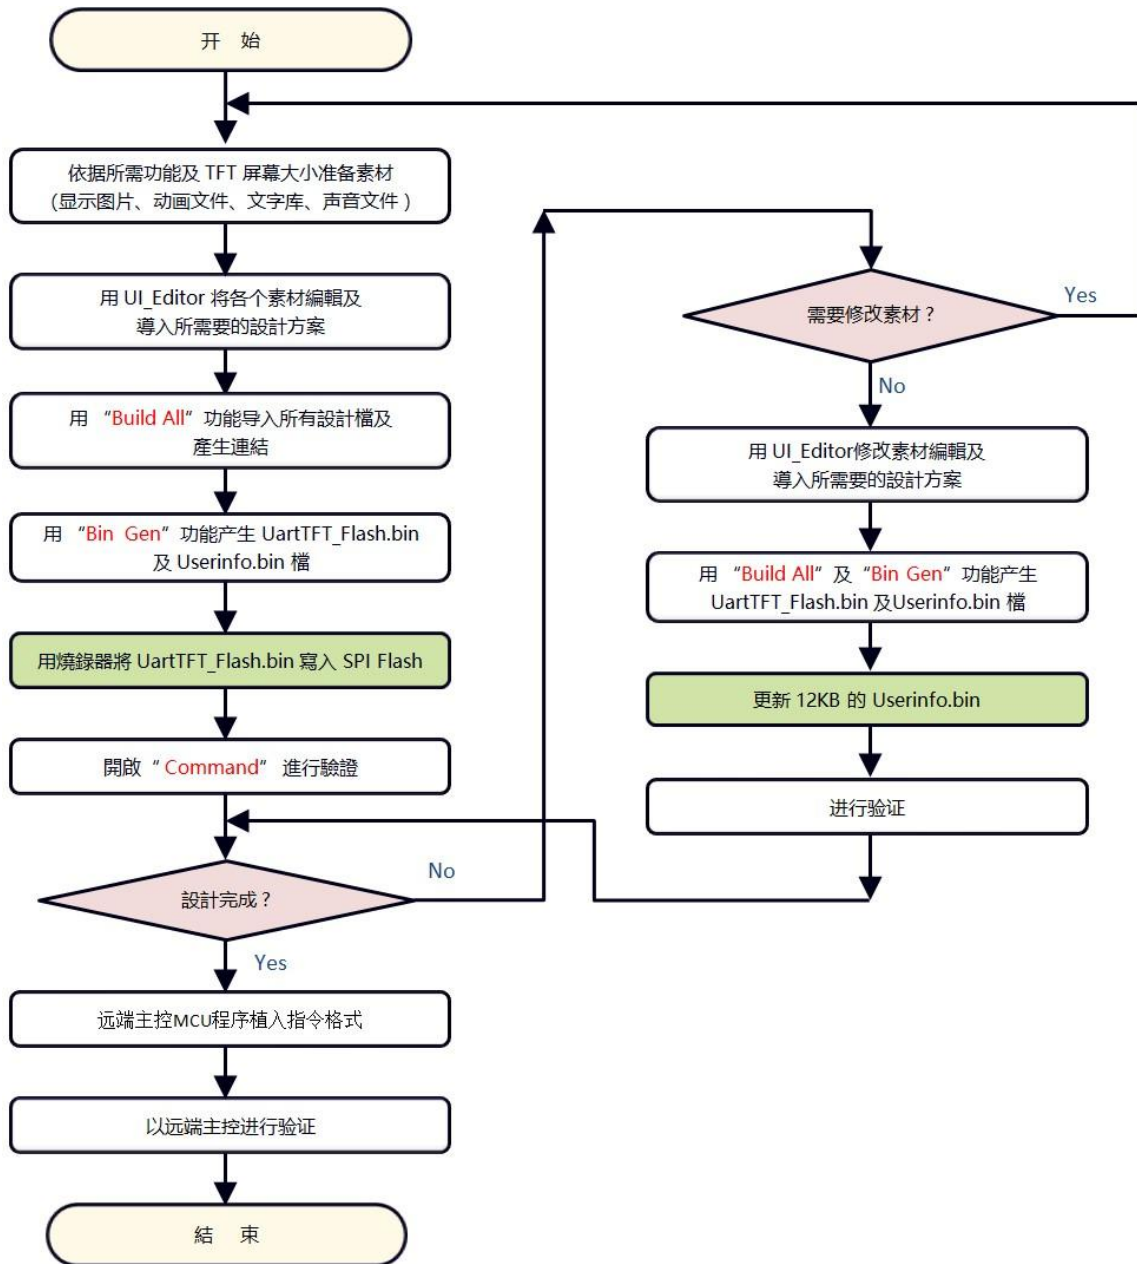 开 始
依据所需功能及 TFT 屏幕大小准备素材
(显示图片、动画文件、文字库、声音文件 )
用 UI_Editor 将各个素材編輯及
導入所需要的設計方案
用 “Build All” 功能导入所有設計檔及
產生連結
用 “Bin Gen” 功能产生 UartTFT_Flash.bin
及 Userinfo.bin 檔
用燒錄器將 UartTFT_Flash.bin 寫入 SPI Flash
開啟 “ Command” 進行驗證
設計完成 ?
No
Yes
远端主控MCU程序植入指令格式
以远端主控进行验证
結 束
需要修改素材 ?
Yes
No
用 UI_Editor修改素材編輯及
導入所需要的設計方案
用 “Build All” 及 “Bin Gen” 功能产生
UartTFT_Flash.bin 及Userinfo.bin 檔
更新 12KB 的 Userinfo.bin
进行验证